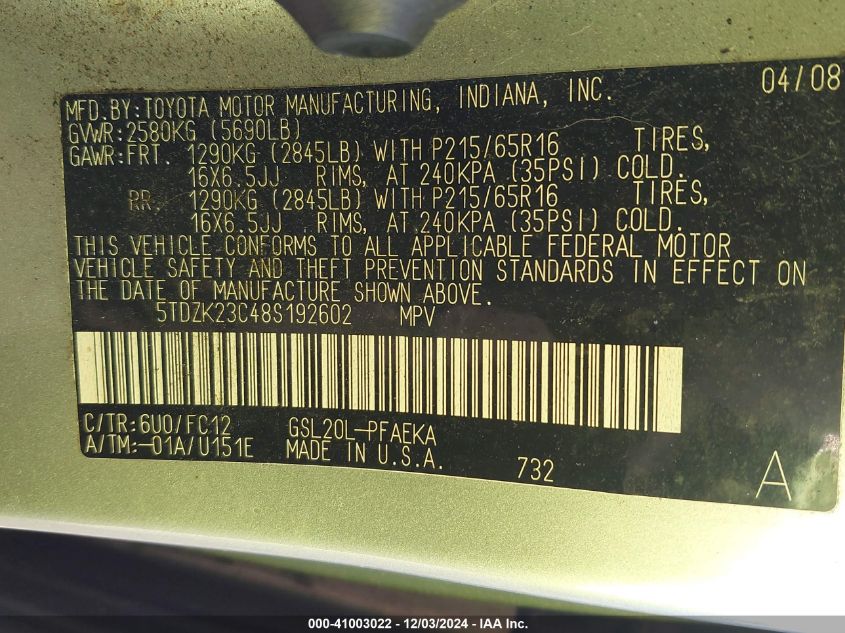 04/08
MFD.BY:TOYOTA MOTOR MANUFACTURING, INDIANA, INC.
GVWR:2580KG (5690LB)
GAWR:FRT. 1290KG (2845LB) WITH P215/65R16 TIRES,
16X6.5JJ RIMS, AT 240KPA (35PSI) COLD.
RR. 1290KG (2845LB) WITH P215/65R16 TIRES,
16X6.5JJ RIMS, AT 240KPA (35PSI) COLD.
THIS VEHICLE CONFORMS TO ALL APPLICABLE FEDERAL MOTOR
VEHICLE SAFETY AND THEFT PREVENTION STANDARDS IN EFFECT ON
THE DATE OF MANUFACTURE SHOWN ABOVE.
5TDZK23C48S192602 MPV
C/TR:6U0/FC12 GSL20L-PFAEKA
A/TM:-01A/U151E MADE IN U.S.A. 732 A
000-41003022 - 12/03/2024 - IAA Inc.